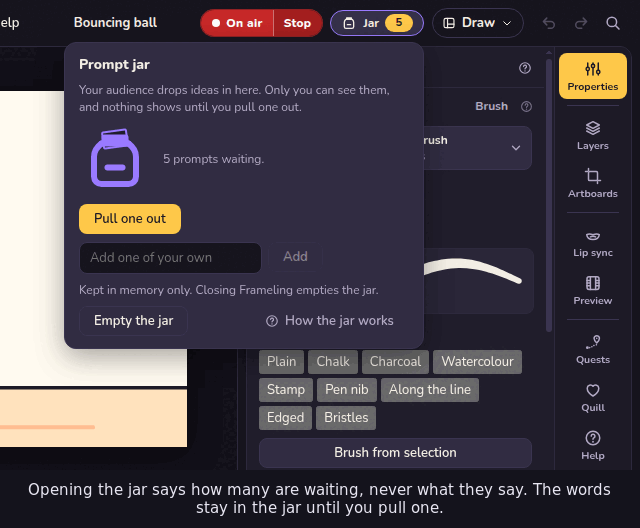 elp
Bouncing ball
On air
Stop
Jar
5
Draw
Prompt jar
Your audience drops ideas in here. Only you can see them,
and nothing shows until you pull one out.
5 prompts waiting.
Pull one out
Add one of your own
Add
Kept in memory only. Closing Frameling empties the jar.
Empty the jar
How the jar works
Brush
rush
Plain
Chalk
Charcoal
Watercolour
Stamp
Pen nib
Along the line
Edged
Bristles
Brush from selection
Properties
Layers
Artboards
Lip sync
Preview
Quests
Quill
Help
Opening the jar says how many are waiting, never what they say. The words
stay in the jar until you pull one.